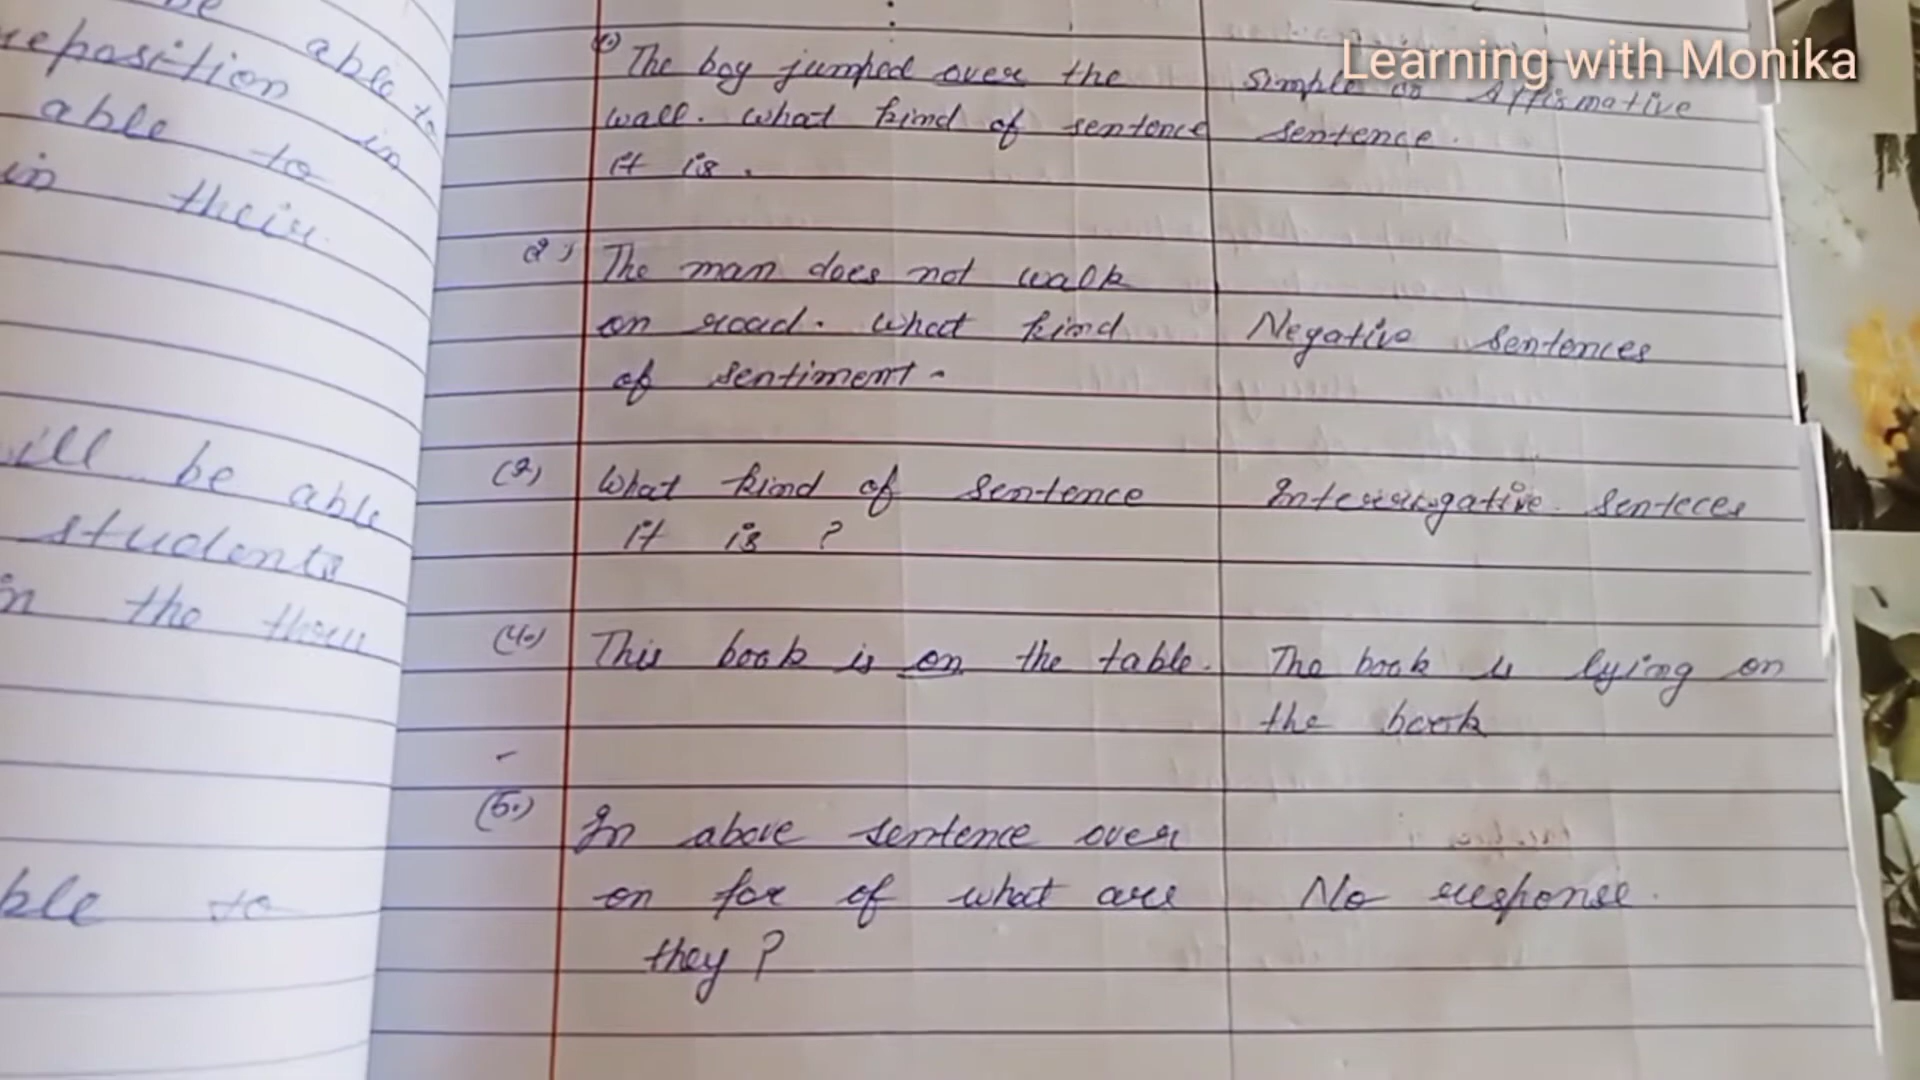 be able to
reposition in
able to
in their
ill be able
students
in the
ble to
Learning with Monika
The boy jumped over the
wall. What kind of sentence
it is.
Simple or Affirmative
sentence.
The man does not walk
on road. What kind
of sentiment.
Negative sentences
What kind of sentence
it is ?
Interrogative. Senteces
(4.) This book is on the table.
The book is lying on
the book
(5.) In above sentence over
on for of what are
they ?
No response.